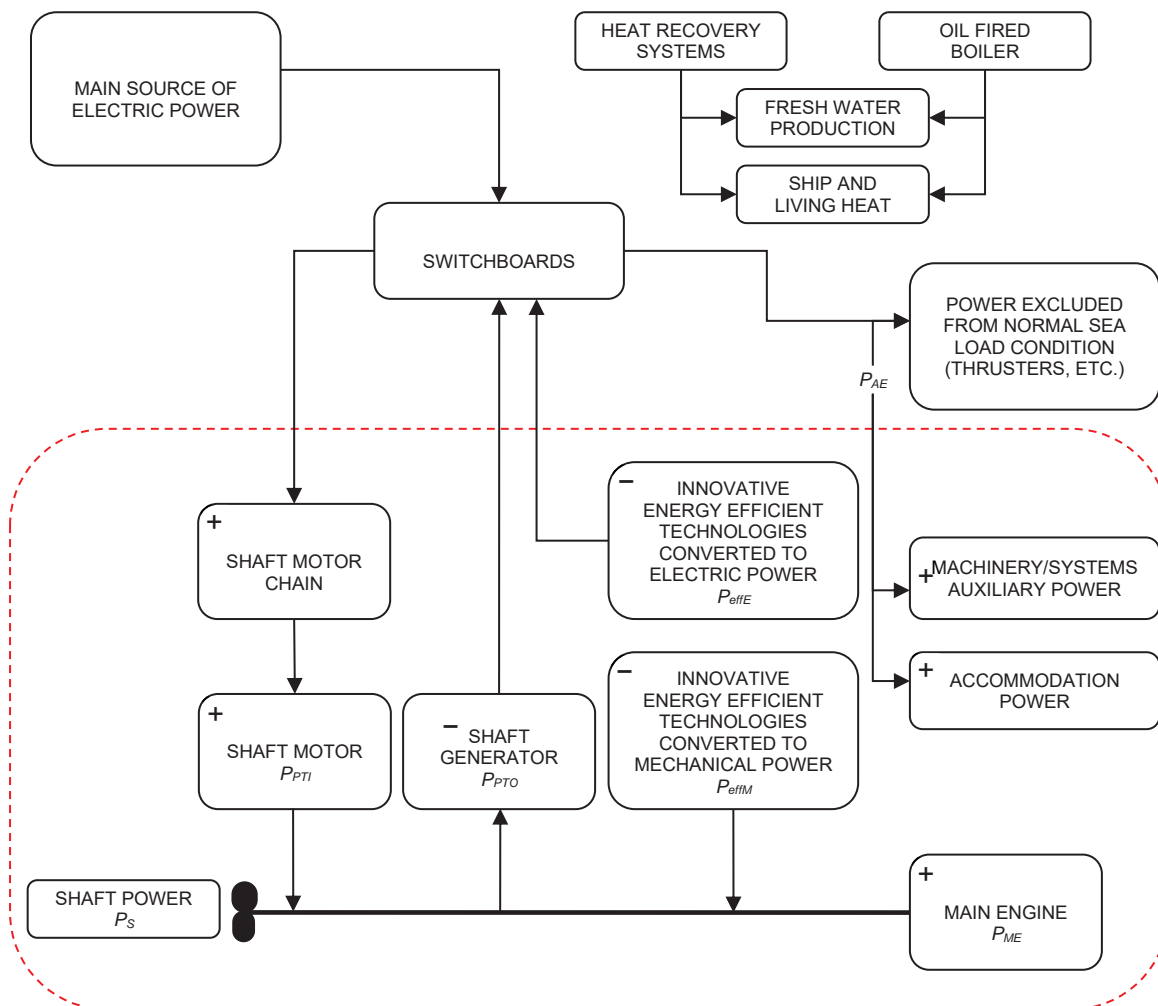 MAIN SOURCE OF
ELECTRIC POWER
HEAT RECOVERY
SYSTEMS
OIL FIRED
BOILER
FRESH WATER
PRODUCTION
SHIP AND
LIVING HEAT
SWITCHBOARDS
POWER EXCLUDED
FROM NORMAL SEA
LOAD CONDITION
(THRUSTERS, ETC.)
PAE
+
SHAFT MOTOR
CHAIN
−
INNOVATIVE
ENERGY EFFICIENT
TECHNOLOGIES
CONVERTED TO
ELECTRIC POWER
PeffE
+
MACHINERY/SYSTEMS
AUXILIARY POWER
+
SHAFT MOTOR
PPTI
−
SHAFT
GENERATOR
PPTO
−
INNOVATIVE
ENERGY EFFICIENT
TECHNOLOGIES
CONVERTED TO
MECHANICAL POWER
PeffM
+
ACCOMMODATION
POWER
SHAFT POWER
PS
+
MAIN ENGINE
PME